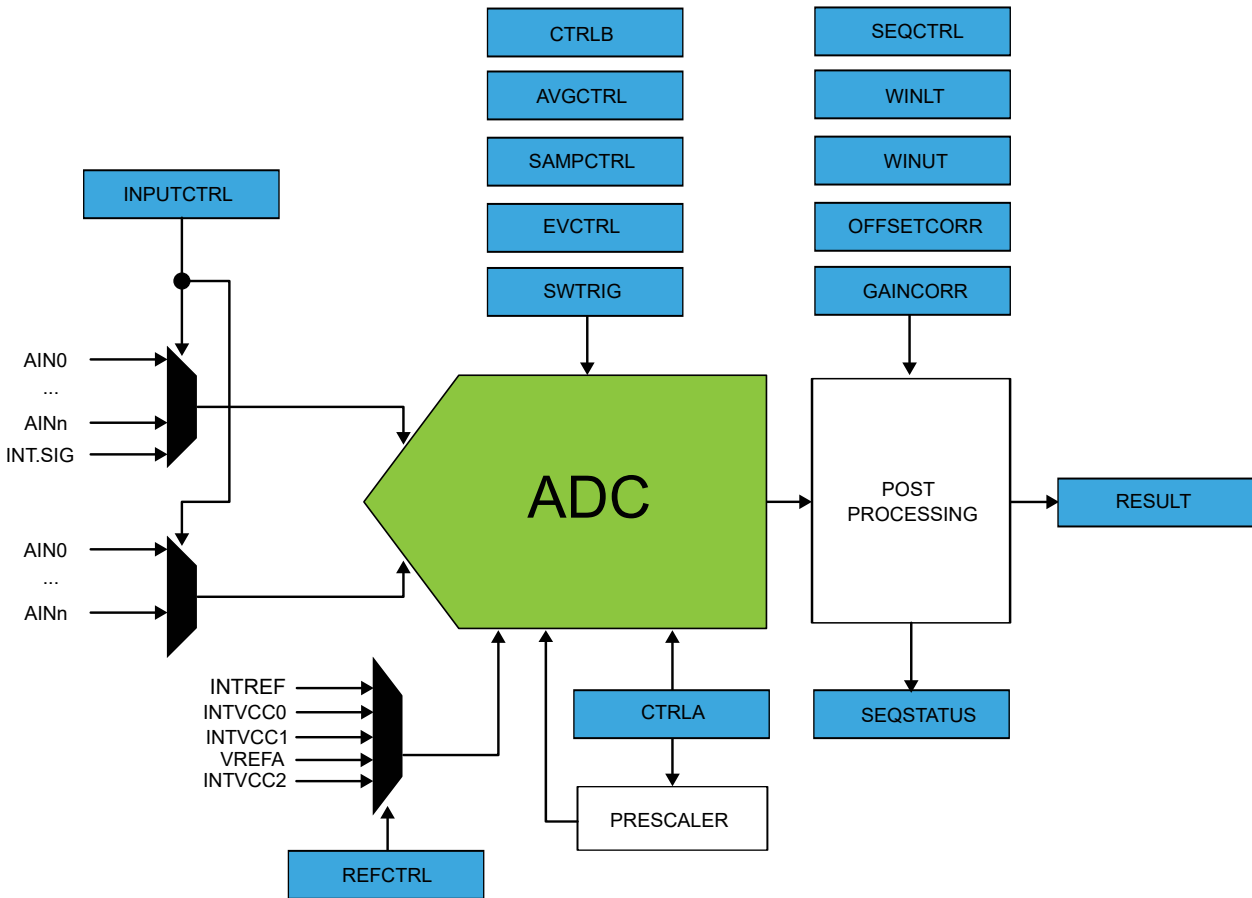 CTRLB
SEQCTRL
AVGCTRL
WINLT
SAMPCTRL
WINUT
INPUTCTRL
EVCTRL
OFFSETCORR
SWTRIG
GAINCORR
AIN0
...
AINn
INT.SIG
ADC
POST
PROCESSING
RESULT
AIN0
...
AINn
INTREF
INTVCC0
INTVCC1
VREFA
INTVCC2
CTRLA
SEQSTATUS
PRESCALER
REFCTRL